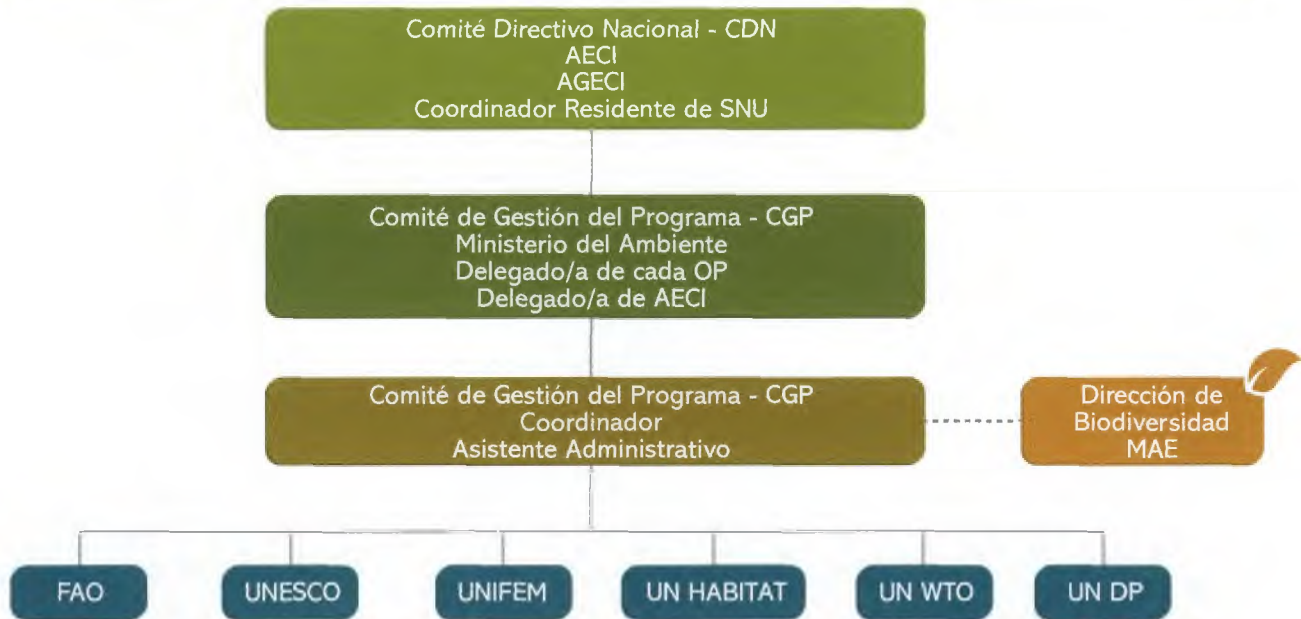 Comité Directivo Nacional - CDN
AECI
AGECI
Coordinador Residente de SNU
Comité de Gestión del Programa - CGP
Ministerio del Ambiente
Delegado/a de cada OP
Delegado/a de AECI
Comité de Gestión del Programa - CGP
Coordinador
Asistente Administrativo
Dirección de
Biodiversidad
MAE
FAO
UNESCO
UNIFEM
UN HABITAT
UN WTO
UN DP